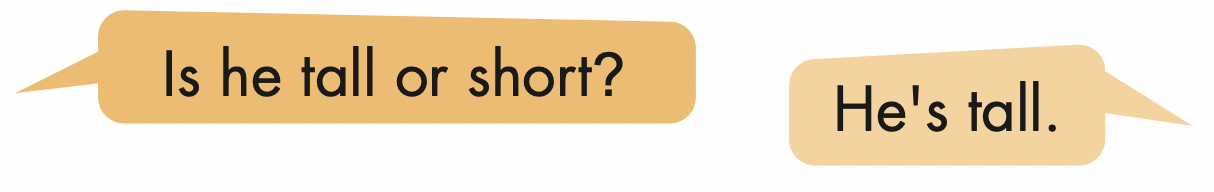 Is he tall or short?
He's tall.